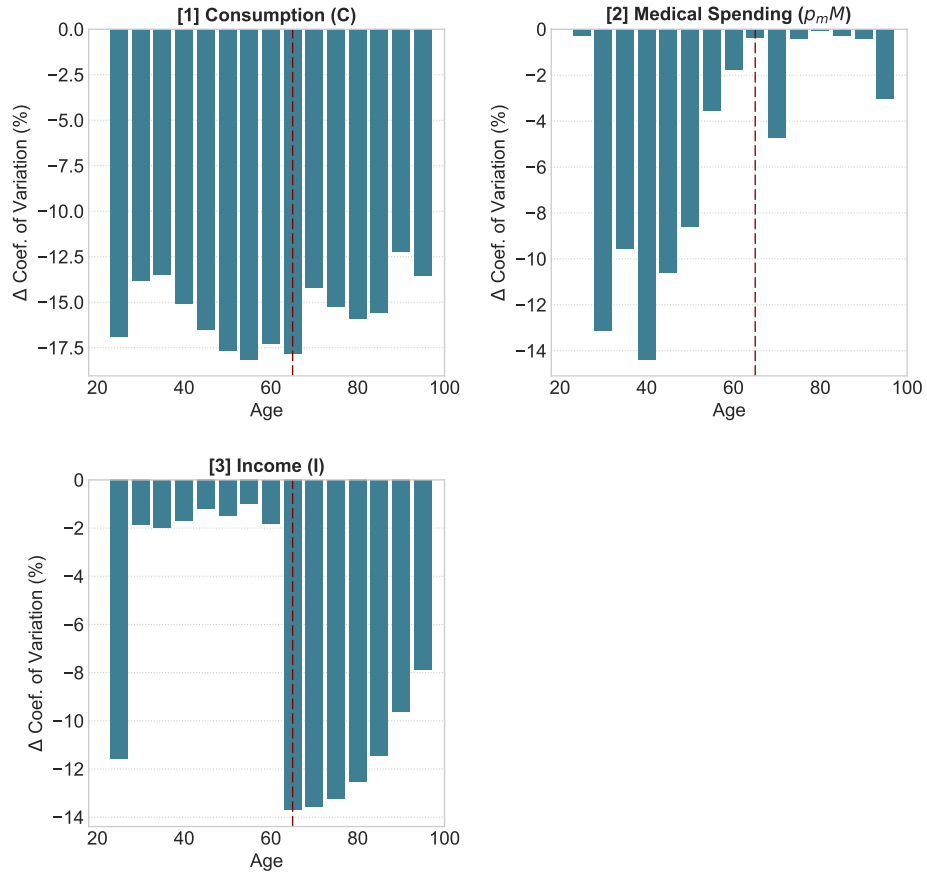 [1] Consumption (C)
0.0
−2.5
−5.0
−7.5
−10.0
−12.5
−15.0
−17.5
Δ Coef. of Variation (%)
20 40 60 80 100
Age
[2] Medical Spending (pₘM)
0
−2
−4
−6
−8
−10
−12
−14
Δ Coef. of Variation (%)
20 40 60 80 100
Age
[3] Income (I)
0
−2
−4
−6
−8
−10
−12
−14
Δ Coef. of Variation (%)
20 40 60 80 100
Age